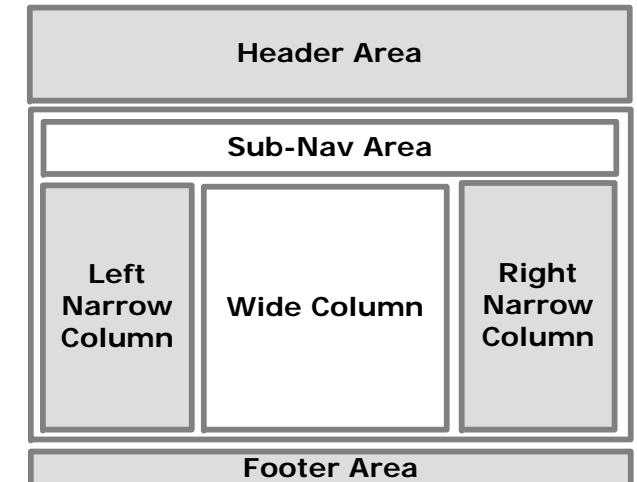 Header Area
Sub-Nav Area
Left
Narrow
Column
Wide Column
Right
Narrow
Column
Footer Area